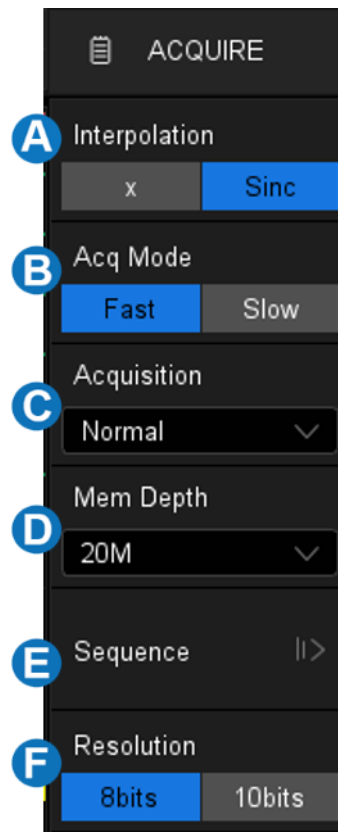 ACQUIRE
A
Interpolation
x Sinc
B
Acq Mode
Fast Slow
C
Acquisition
Normal
D
Mem Depth
20M
E
Sequence
F
Resolution
8bits 10bits